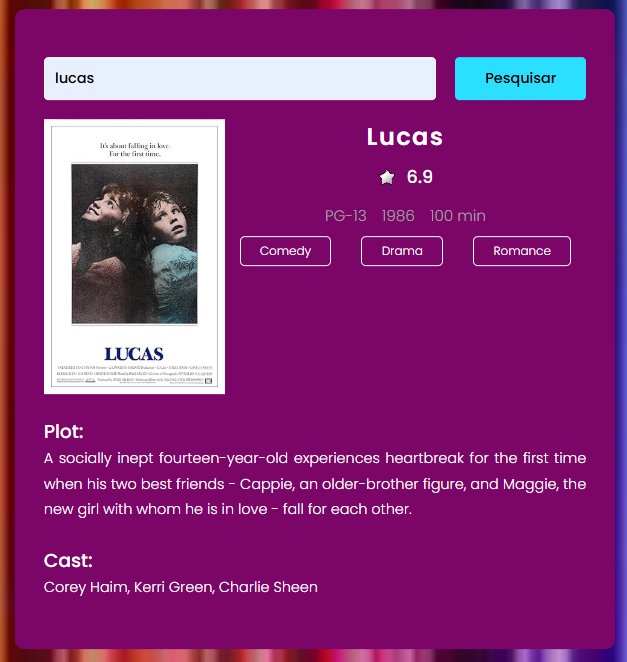 lucas
Pesquisar
It's about falling in love.
For the first time.
LUCAS
Lucas
6.9
PG-13 1986 100 min
Comedy Drama Romance
Plot:
A socially inept fourteen-year-old experiences heartbreak for the first time
when his two best friends - Cappie, an older-brother figure, and Maggie, the
new girl with whom he is in love - fall for each other.
Cast:
Corey Haim, Kerri Green, Charlie Sheen